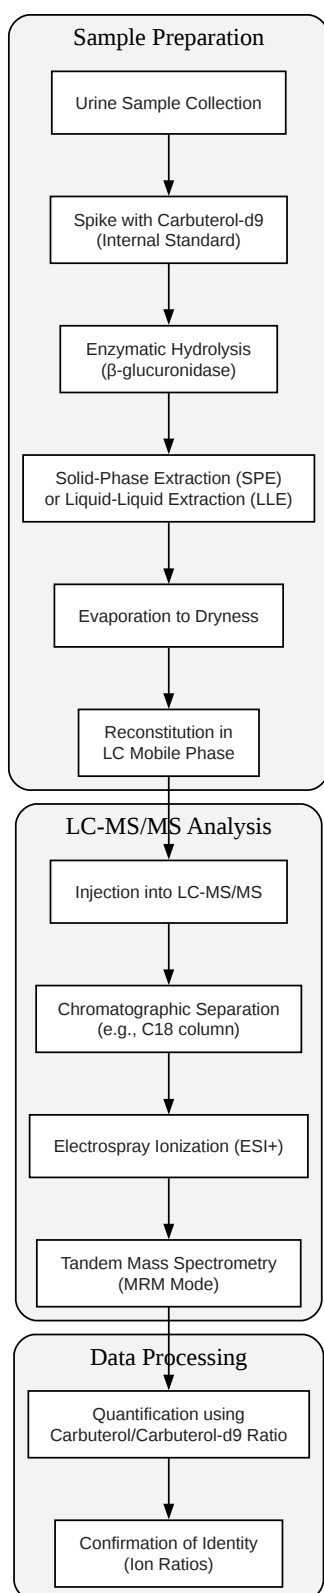 Sample Preparation
Urine Sample Collection
Spike with Carbuterol-d9
(Internal Standard)
Enzymatic Hydrolysis
(β-glucuronidase)
Solid-Phase Extraction (SPE)
or Liquid-Liquid Extraction (LLE)
Evaporation to Dryness
Reconstitution in
LC Mobile Phase
LC-MS/MS Analysis
Injection into LC-MS/MS
Chromatographic Separation
(e.g., C18 column)
Electrospray Ionization (ESI+)
Tandem Mass Spectrometry
(MRM Mode)
Data Processing
Quantification using
Carbuterol/Carbuterol-d9 Ratio
Confirmation of Identity
(Ion Ratios)